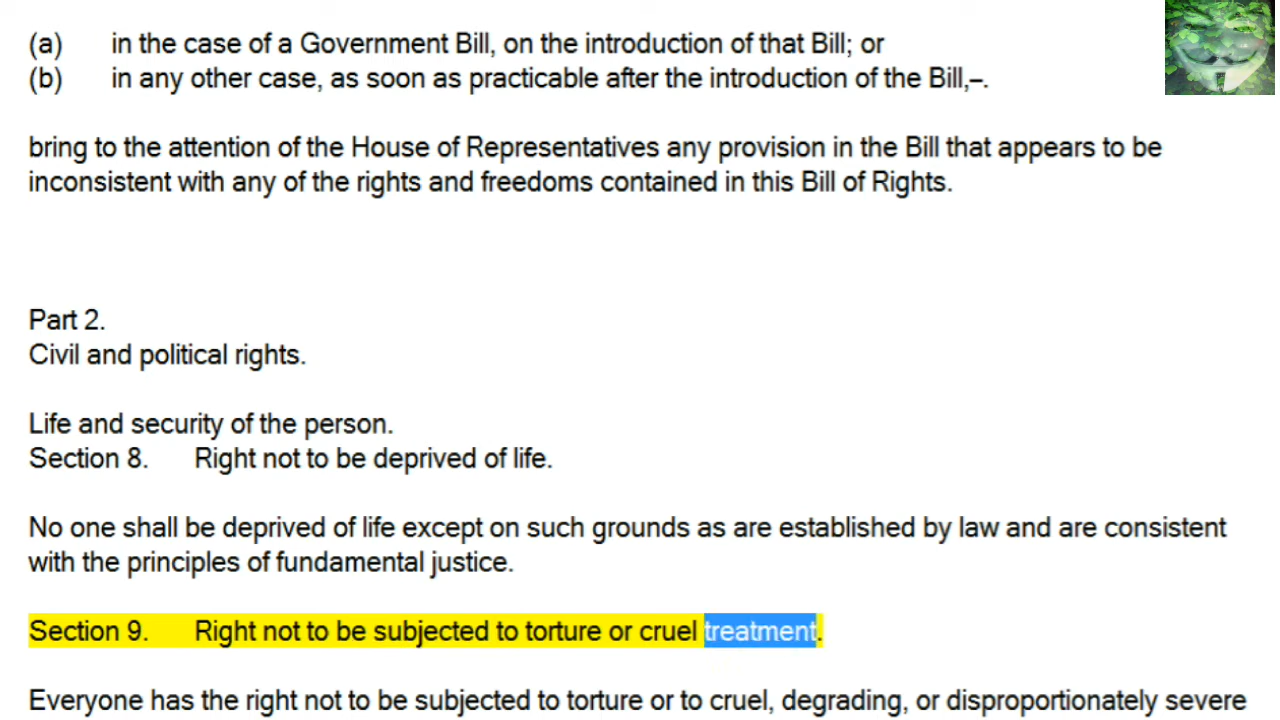 (a) in the case of a Government Bill, on the introduction of that Bill; or
(b) in any other case, as soon as practicable after the introduction of the Bill,–.
bring to the attention of the House of Representatives any provision in the Bill that appears to be
inconsistent with any of the rights and freedoms contained in this Bill of Rights.
Part 2.
Civil and political rights.
Life and security of the person.
Section 8. Right not to be deprived of life.
No one shall be deprived of life except on such grounds as are established by law and are consistent
with the principles of fundamental justice.
Section 9. Right not to be subjected to torture or cruel treatment.
Everyone has the right not to be subjected to torture or to cruel, degrading, or disproportionately severe